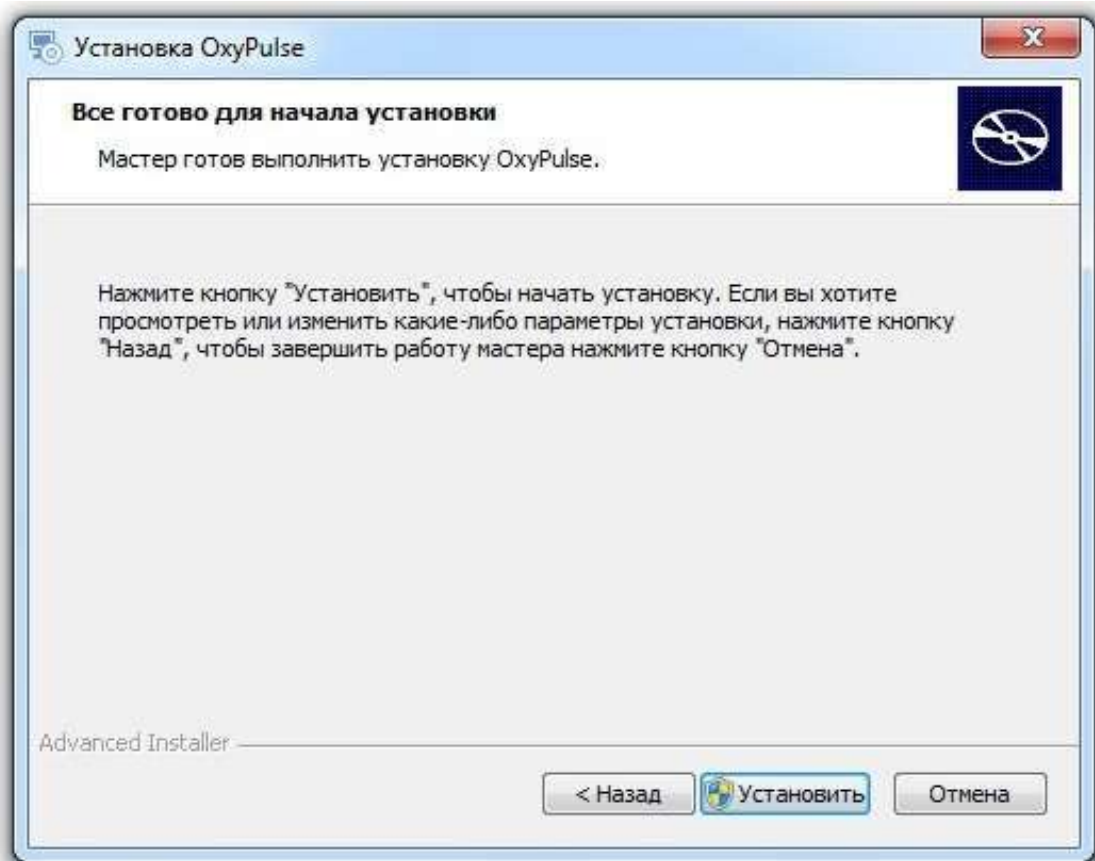 Установка OxyPulse
Все готово для начала установки
Мастер готов выполнить установку OxyPulse.
Нажмите кнопку "Установить", чтобы начать установку. Если вы хотите
просмотреть или изменить какие-либо параметры установки, нажмите кнопку
"Назад", чтобы завершить работу мастера нажмите кнопку "Отмена".
Advanced Installer
< Назад
Установить
Отмена